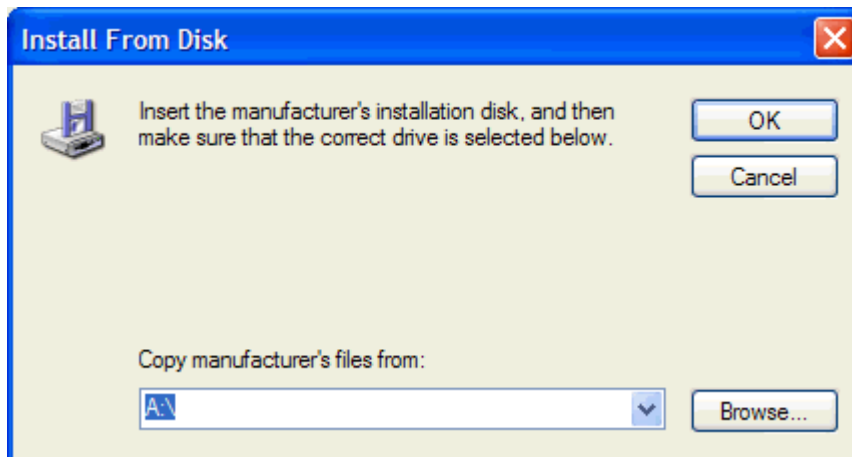 Install From Disk
Insert the manufacturer's installation disk, and then
make sure that the correct drive is selected below.
OK
Cancel
Copy manufacturer's files from:
A:\
Browse...